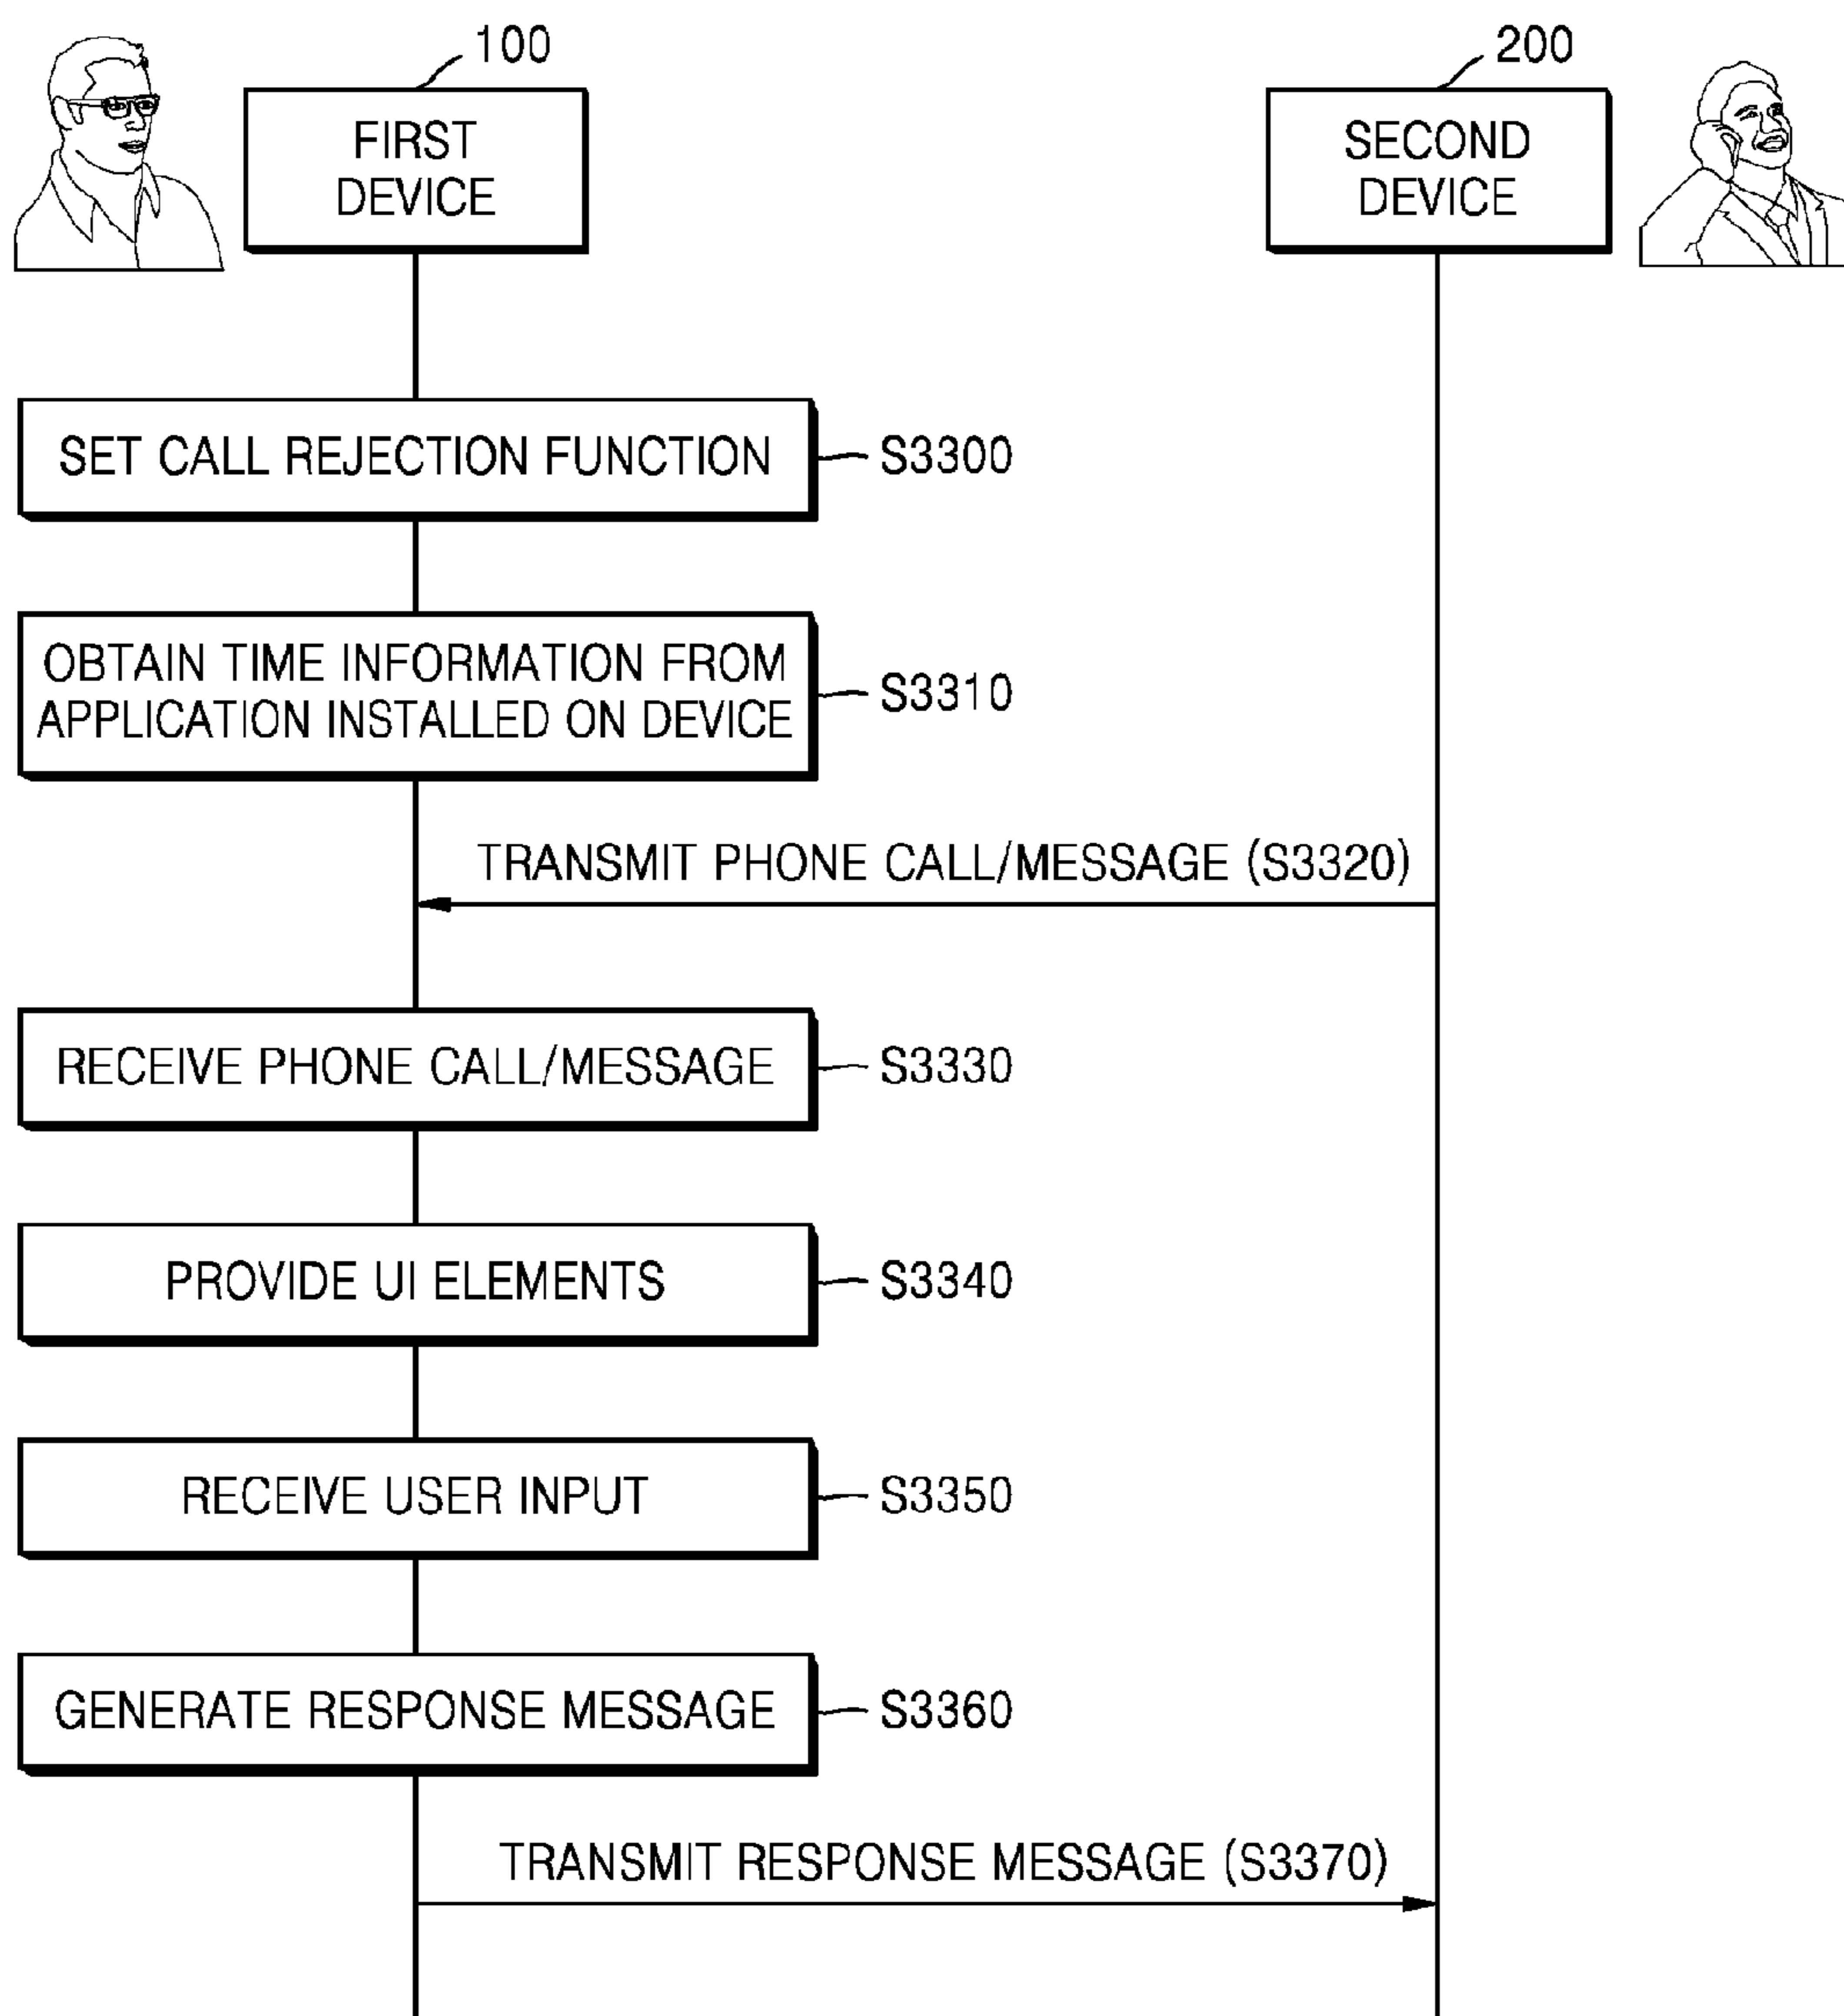 100
200
FIRST
DEVICE
SECOND
DEVICE
SET CALL REJECTION FUNCTION
S3300
OBTAIN TIME INFORMATION FROM
APPLICATION INSTALLED ON DEVICE
S3310
TRANSMIT PHONE CALL/MESSAGE (S3320)
RECEIVE PHONE CALL/MESSAGE
S3330
PROVIDE UI ELEMENTS
S3340
RECEIVE USER INPUT
S3350
GENERATE RESPONSE MESSAGE
S3360
TRANSMIT RESPONSE MESSAGE (S3370)